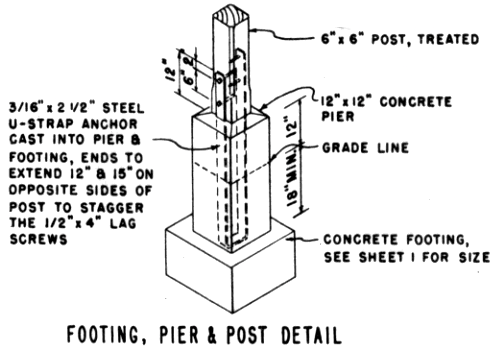 6" x 6" POST, TREATED
12"
6"
2
3/16" x 2 1/2" STEEL
U-STRAP ANCHOR
CAST INTO PIER &
FOOTING, ENDS TO
EXTEND 12" & 15" ON
OPPOSITE SIDES OF
POST TO STAGGER
THE 1/2" x 4" LAG
SCREWS
12" x 12" CONCRETE
PIER
12"
GRADE LINE
18" MIN.
CONCRETE FOOTING,
SEE SHEET I FOR SIZE
FOOTING, PIER & POST DETAIL